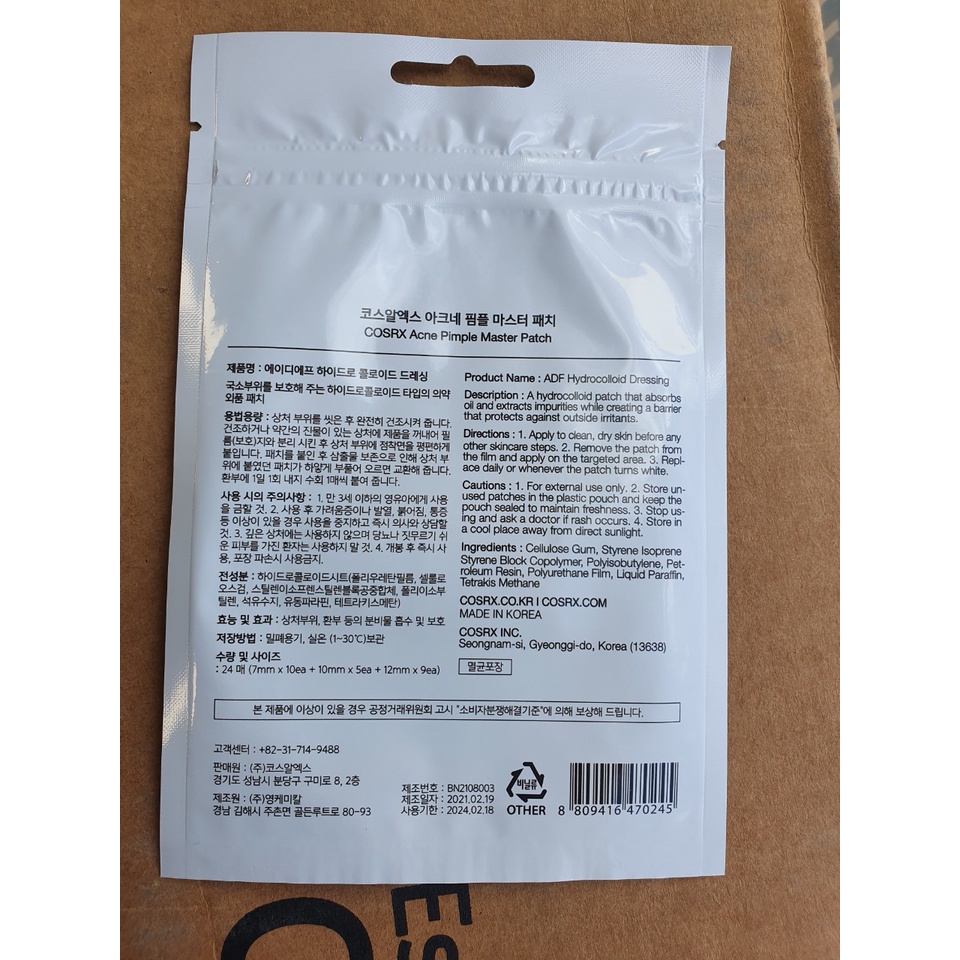 코스알엑스 아크네 핌플 마스터 패치
COSRX Acne Pimple Master Patch
제품명 : 에이디에프 하이드로 콜로이드 드레싱
국소부위를 보호해 주는 하이드로콜로이드 타입의 의약
외품 패치
용법용량 : 상처 부위를 씻은 후 완전히 건조시켜 줍니다.
건조하거나 약간의 진물이 있는 상처에 제품을 꺼내어 필
름(보호)지와 분리 시킨 후 상처 부위에 점착면을 평편하게
붙입니다. 패치를 붙인 후 삼출물 보존으로 인해 상처 부
위에 붙였던 패치가 하얗게 부풀어 오르면 교환해 줍니다.
환부에 1일 1회 내지 수회 1매씩 붙여 줍니다.
사용 시의 주의사항 : 1. 만 3세 이하의 영유아에게 사용
을 금할 것. 2. 사용 후 가려움증이나 발열, 붉어짐, 통증
등 이상이 있을 경우 사용을 중지하고 즉시 의사와 상담할
것. 3. 깊은 상처에는 사용하지 않으며 당뇨나 짓무르기 쉬
운 피부를 가진 환자는 사용하지 말 것. 4. 개봉 후 즉시 사
용, 포장 파손시 사용금지.
전성분 : 하이드로콜로이드시트(폴리우레탄필름, 셀룰로
오스검, 스틸렌이소프렌스틸렌블록공중합체, 폴리이소부
틸렌, 석유수지, 유동파라핀, 테트라키스메탄)
효능 및 효과 : 상처부위, 환부 등의 분비물 흡수 및 보호
저장방법 : 밀폐용기, 실온 (1~30℃)보관
수량 및 사이즈
: 24 매 (7mm x 10ea + 10mm x 5ea + 12mm x 9ea)
Product Name : ADF Hydrocolloid Dressing
Description : A hydrocolloid patch that absorbs
oil and extracts impurities while creating a barrier
that protects against outside irritants.
Directions : 1. Apply to clean, dry skin before any
other skincare steps. 2. Remove the patch from
the film and apply on the targeted area. 3. Repl-
ace daily or whenever the patch turns white.
Cautions : 1. For external use only. 2. Store un-
used patches in the plastic pouch and keep the
pouch sealed to maintain freshness. 3. Stop us-
ing and ask a doctor if rash occurs. 4. Store in
a cool place away from direct sunlight.
Ingredients : Cellulose Gum, Styrene Isoprene
Styrene Block Copolymer, Polyisobutylene, Pet-
roleum Resin, Polyurethane Film, Liquid Paraffin,
Tetrakis Methane
COSRX.CO.KR I COSRX.COM
MADE IN KOREA
COSRX INC.
Seongnam-si, Gyeonggi-do, Korea (13638)
멸균포장
본 제품에 이상이 있을 경우 공정거래위원회 고시 "소비자분쟁해결기준"에 의해 보상해 드립니다.
고객센터 : +82-31-714-9488
판매원 : (주)코스알엑스
경기도 성남시 분당구 구미로 8, 2층
제조원 : (주)영케미칼
경남 김해시 주촌면 골든루트로 80-93
제조번호 : BN2108003
제조일자 : 2021.02.19
사용기한 : 2024.02.18
비닐류
OTHER
8 809416 470245
ES